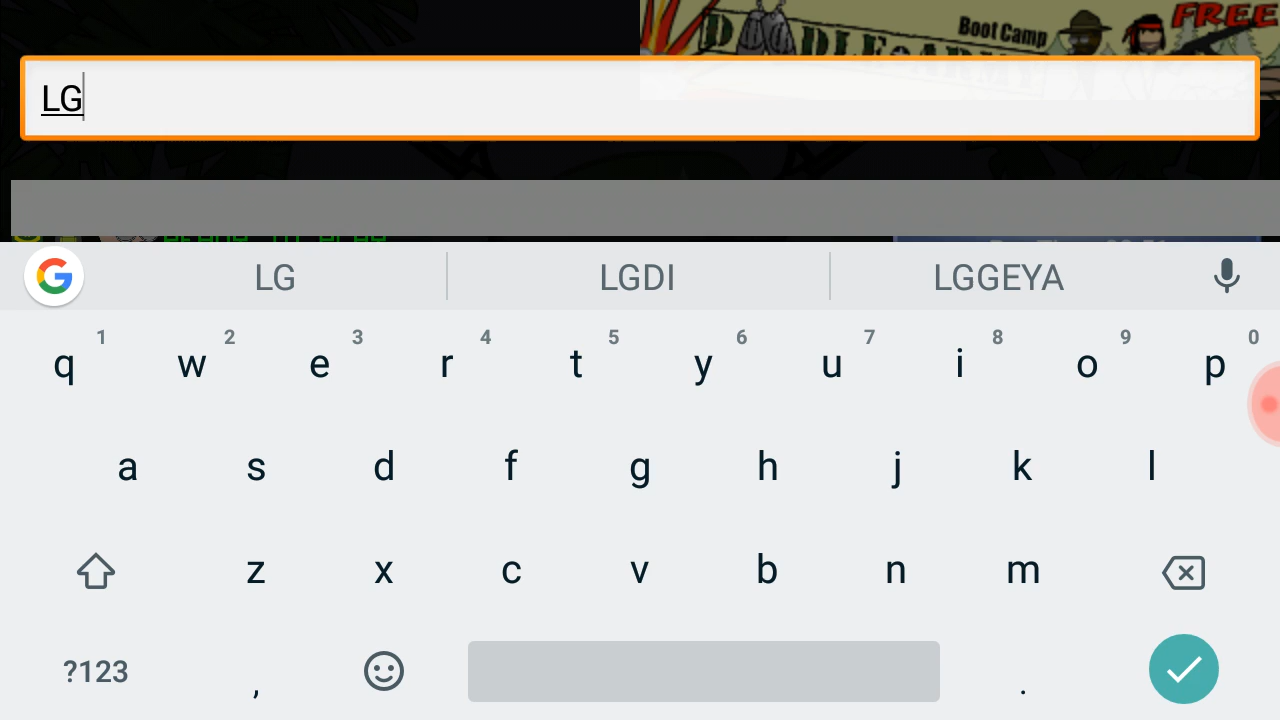 Boot Camp
FREE
LG
LG LGDI LGGEYA
1 2 3 4 5 6 7 8 9 0
q w e r t y u i o p
a s d f g h j k l
z x c v b n m
?123 , .